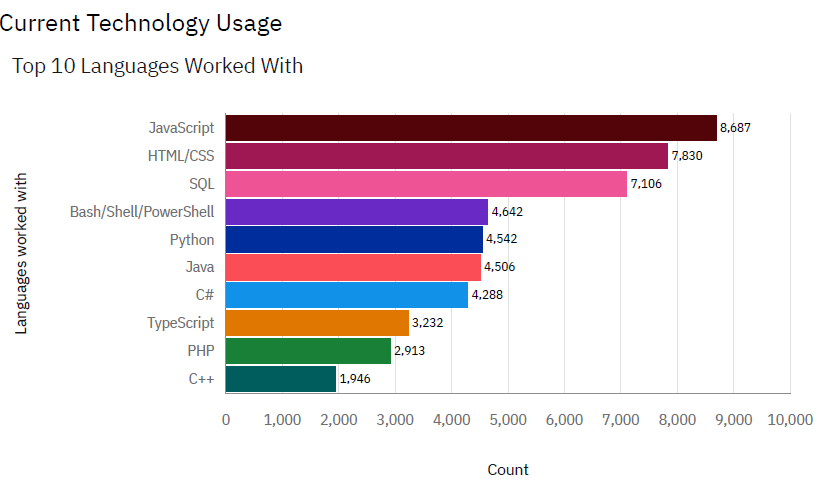 Current Technology Usage
Top 10 Languages Worked With
Languages worked with
JavaScript 8,687
HTML/CSS 7,830
SQL 7,106
Bash/Shell/PowerShell 4,642
Python 4,542
Java 4,506
C# 4,288
TypeScript 3,232
PHP 2,913
C++ 1,946
0 1,000 2,000 3,000 4,000 5,000 6,000 7,000 8,000 9,000 10,000
Count